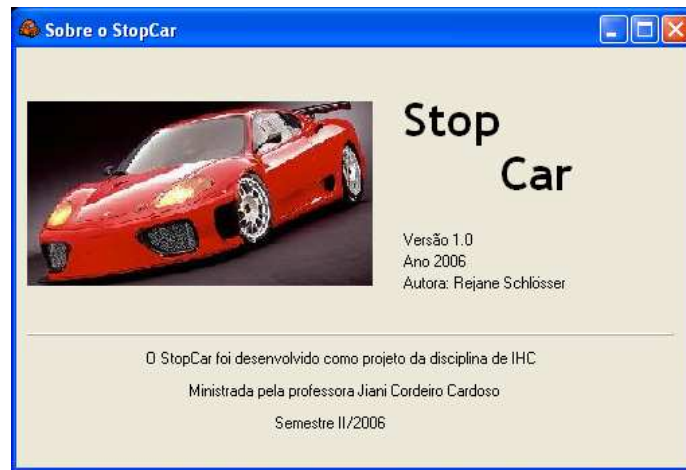 Sobre o StopCar
Stop
Car
Versão 1.0
Ano 2006
Autora: Rejane Schlösser
O StopCar foi desenvolvido como projeto da disciplina de IHC
Ministrada pela professora Jiani Cordeiro Cardoso
Semestre II/2006